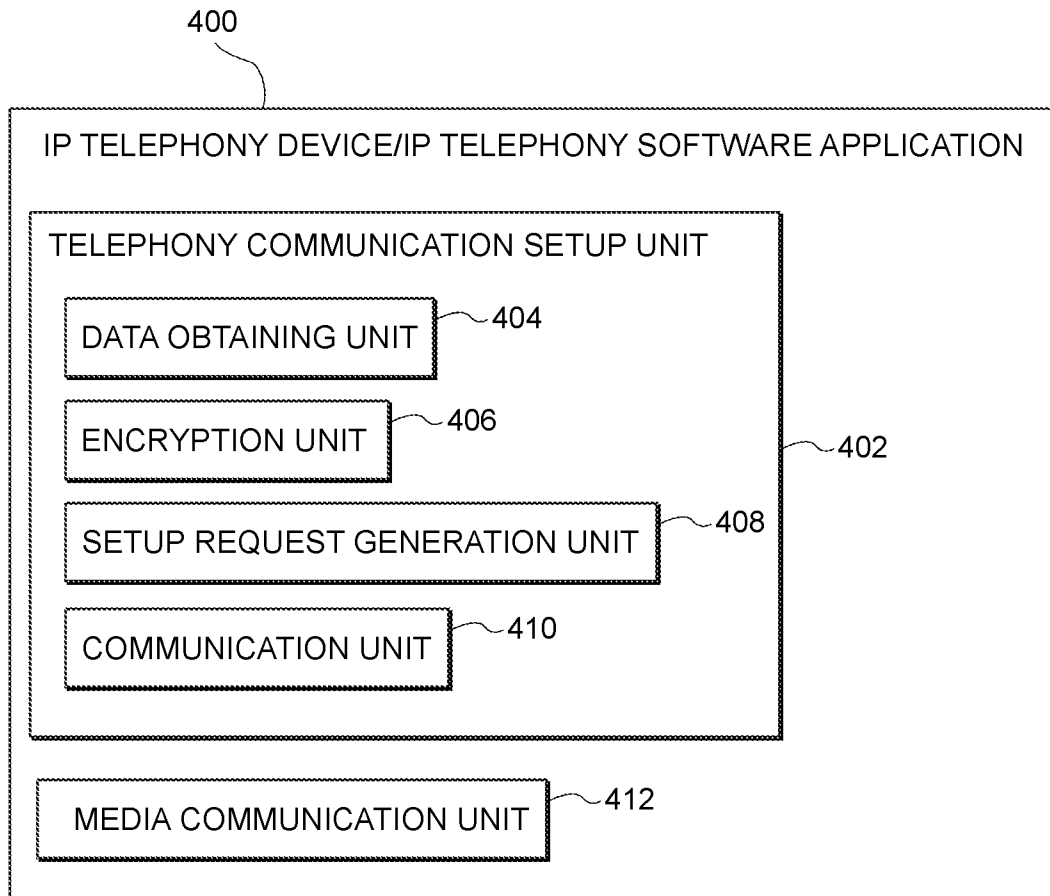 400
IP TELEPHONY DEVICE/IP TELEPHONY SOFTWARE APPLICATION
TELEPHONY COMMUNICATION SETUP UNIT
DATA OBTAINING UNIT
404
ENCRYPTION UNIT
406
402
SETUP REQUEST GENERATION UNIT
408
COMMUNICATION UNIT
410
MEDIA COMMUNICATION UNIT
412